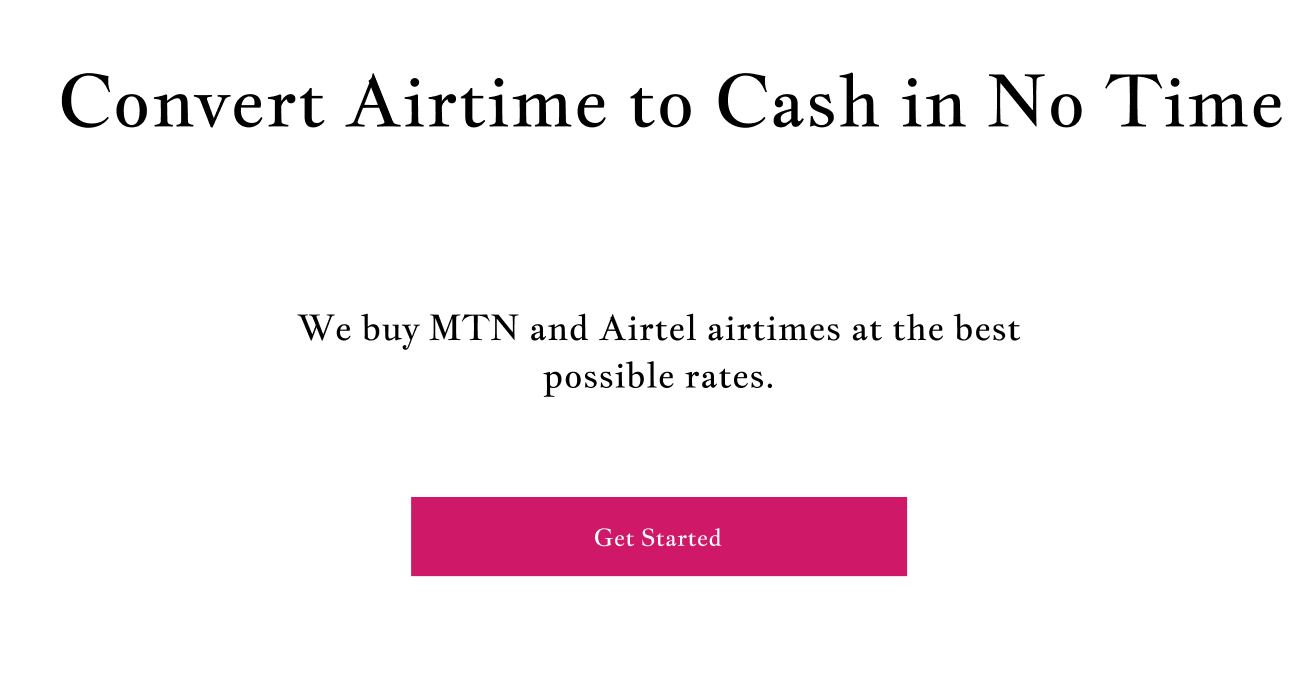 Convert Airtime to Cash in No Time
We buy MTN and Airtel airtimes at the best
possible rates.
Get Started